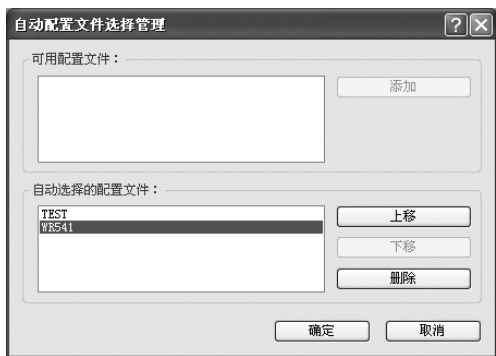 自动配置文件选择管理
可用配置文件：
添加
自动选择的配置文件：
TEST
WR541
上移
下移
删除
确定
取消